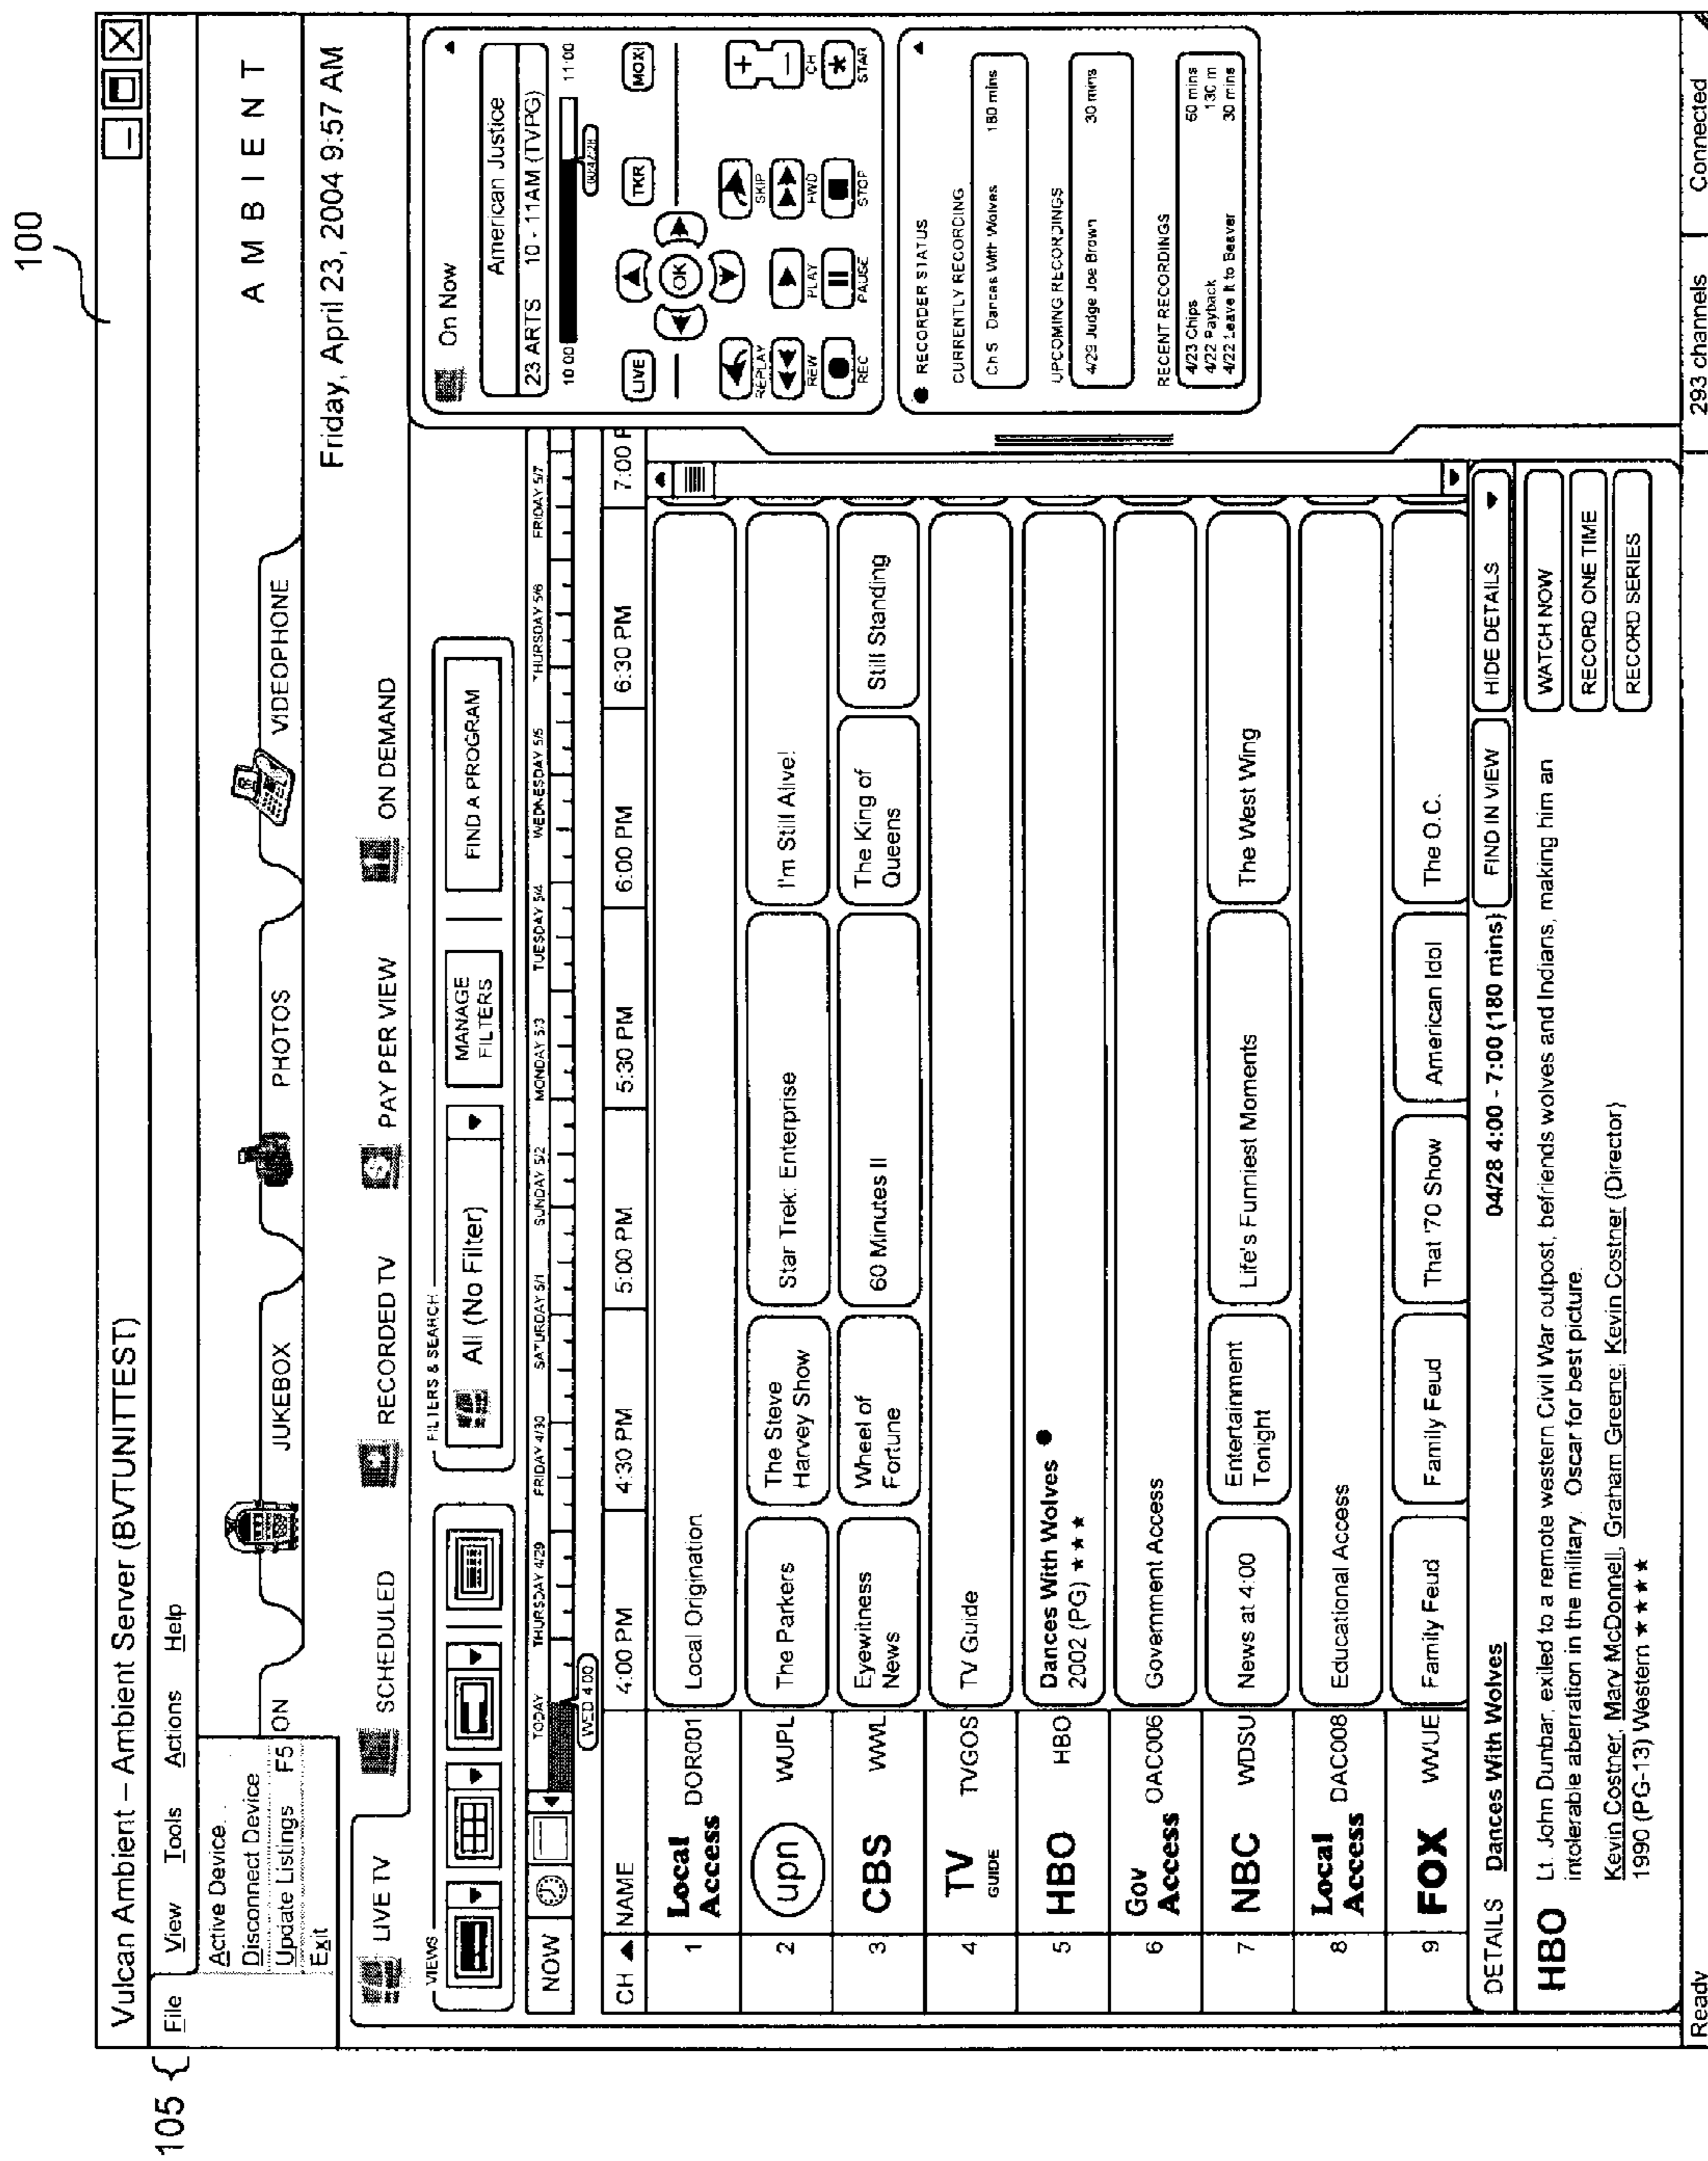 100
105
Vulcan Ambient – Ambient Server (BVTUNITTEST)
File View Tools Actions Help
Active Device...
Disconnect Device
Update Listings F5
Exit
ON
JUKEBOX
PHOTOS
VIDEOPHONE
AMBIENT
Friday, April 23, 2004 9:57 AM
LIVE TV
SCHEDULED
RECORDED TV
PAY PER VIEW
ON DEMAND
VIEWS
FILTERS & SEARCH
All (No Filter)
MANAGE
FILTERS
FIND A PROGRAM
NOW
TODAY THURSDAY 4/29 FRIDAY 4/30 SATURDAY 5/1 SUNDAY 5/2 MONDAY 5/3 TUESDAY 5/4 WEDNESDAY 5/5 THURSDAY 5/6 FRIDAY 5/7
WED 4:00
CH NAME 4:00 PM 4:30 PM 5:00 PM 5:30 PM 6:00 PM 6:30 PM 7:00 P
1 Local Access DOR001 Local Origination
2 upn WUPL The Parkers The Steve Harvey Show Star Trek: Enterprise I'm Still Alive!
3 CBS WWL Eyewitness News Wheel of Fortune 60 Minutes II The King of Queens Still Standing
4 TV GUIDE TVGOS TV Guide
5 HBO HBO Dances With Wolves
2002 (PG) ★★★
6 Gov Access OAC006 Government Access
7 NBC WDSU News at 4:00 Entertainment Tonight Life's Funniest Moments The West Wing
8 Local Access DAC008 Educational Access
9 FOX WVUE Family Feud Family Feud That '70 Show American Idol The O.C.
DETAILS Dances With Wolves 04/28 4:00 - 7:00 (180 mins) FIND IN VIEW HIDE DETAILS
HBO
Lt. John Dunbar, exiled to a remote western Civil War outpost, befriends wolves and Indians, making him an
intolerable aberration in the military. Oscar for best picture.
Kevin Costner, Mary McDonnell, Graham Greene; Kevin Costner (Director)
1990 (PG-13) Western ★★★★
WATCH NOW
RECORD ONE TIME
RECORD SERIES
On Now
American Justice
23 ARTS 10 - 11AM (TVPG)
10:00 11:00
00:42:28
LIVE TKR MOXI
OK
REPLAY SKIP
REW PLAY FWD CH
REC PAUSE STOP STAR
RECORDER STATUS
CURRENTLY RECORDING
Ch 5 Dances With Wolves 180 mins
UPCOMING RECORDINGS
4/29 Judge Joe Brown 30 mins
RECENT RECORDINGS
4/23 Chips 60 mins
4/22 Payback 130 m
4/22 Leave It to Beaver 30 mins
Ready 293 channels Connected